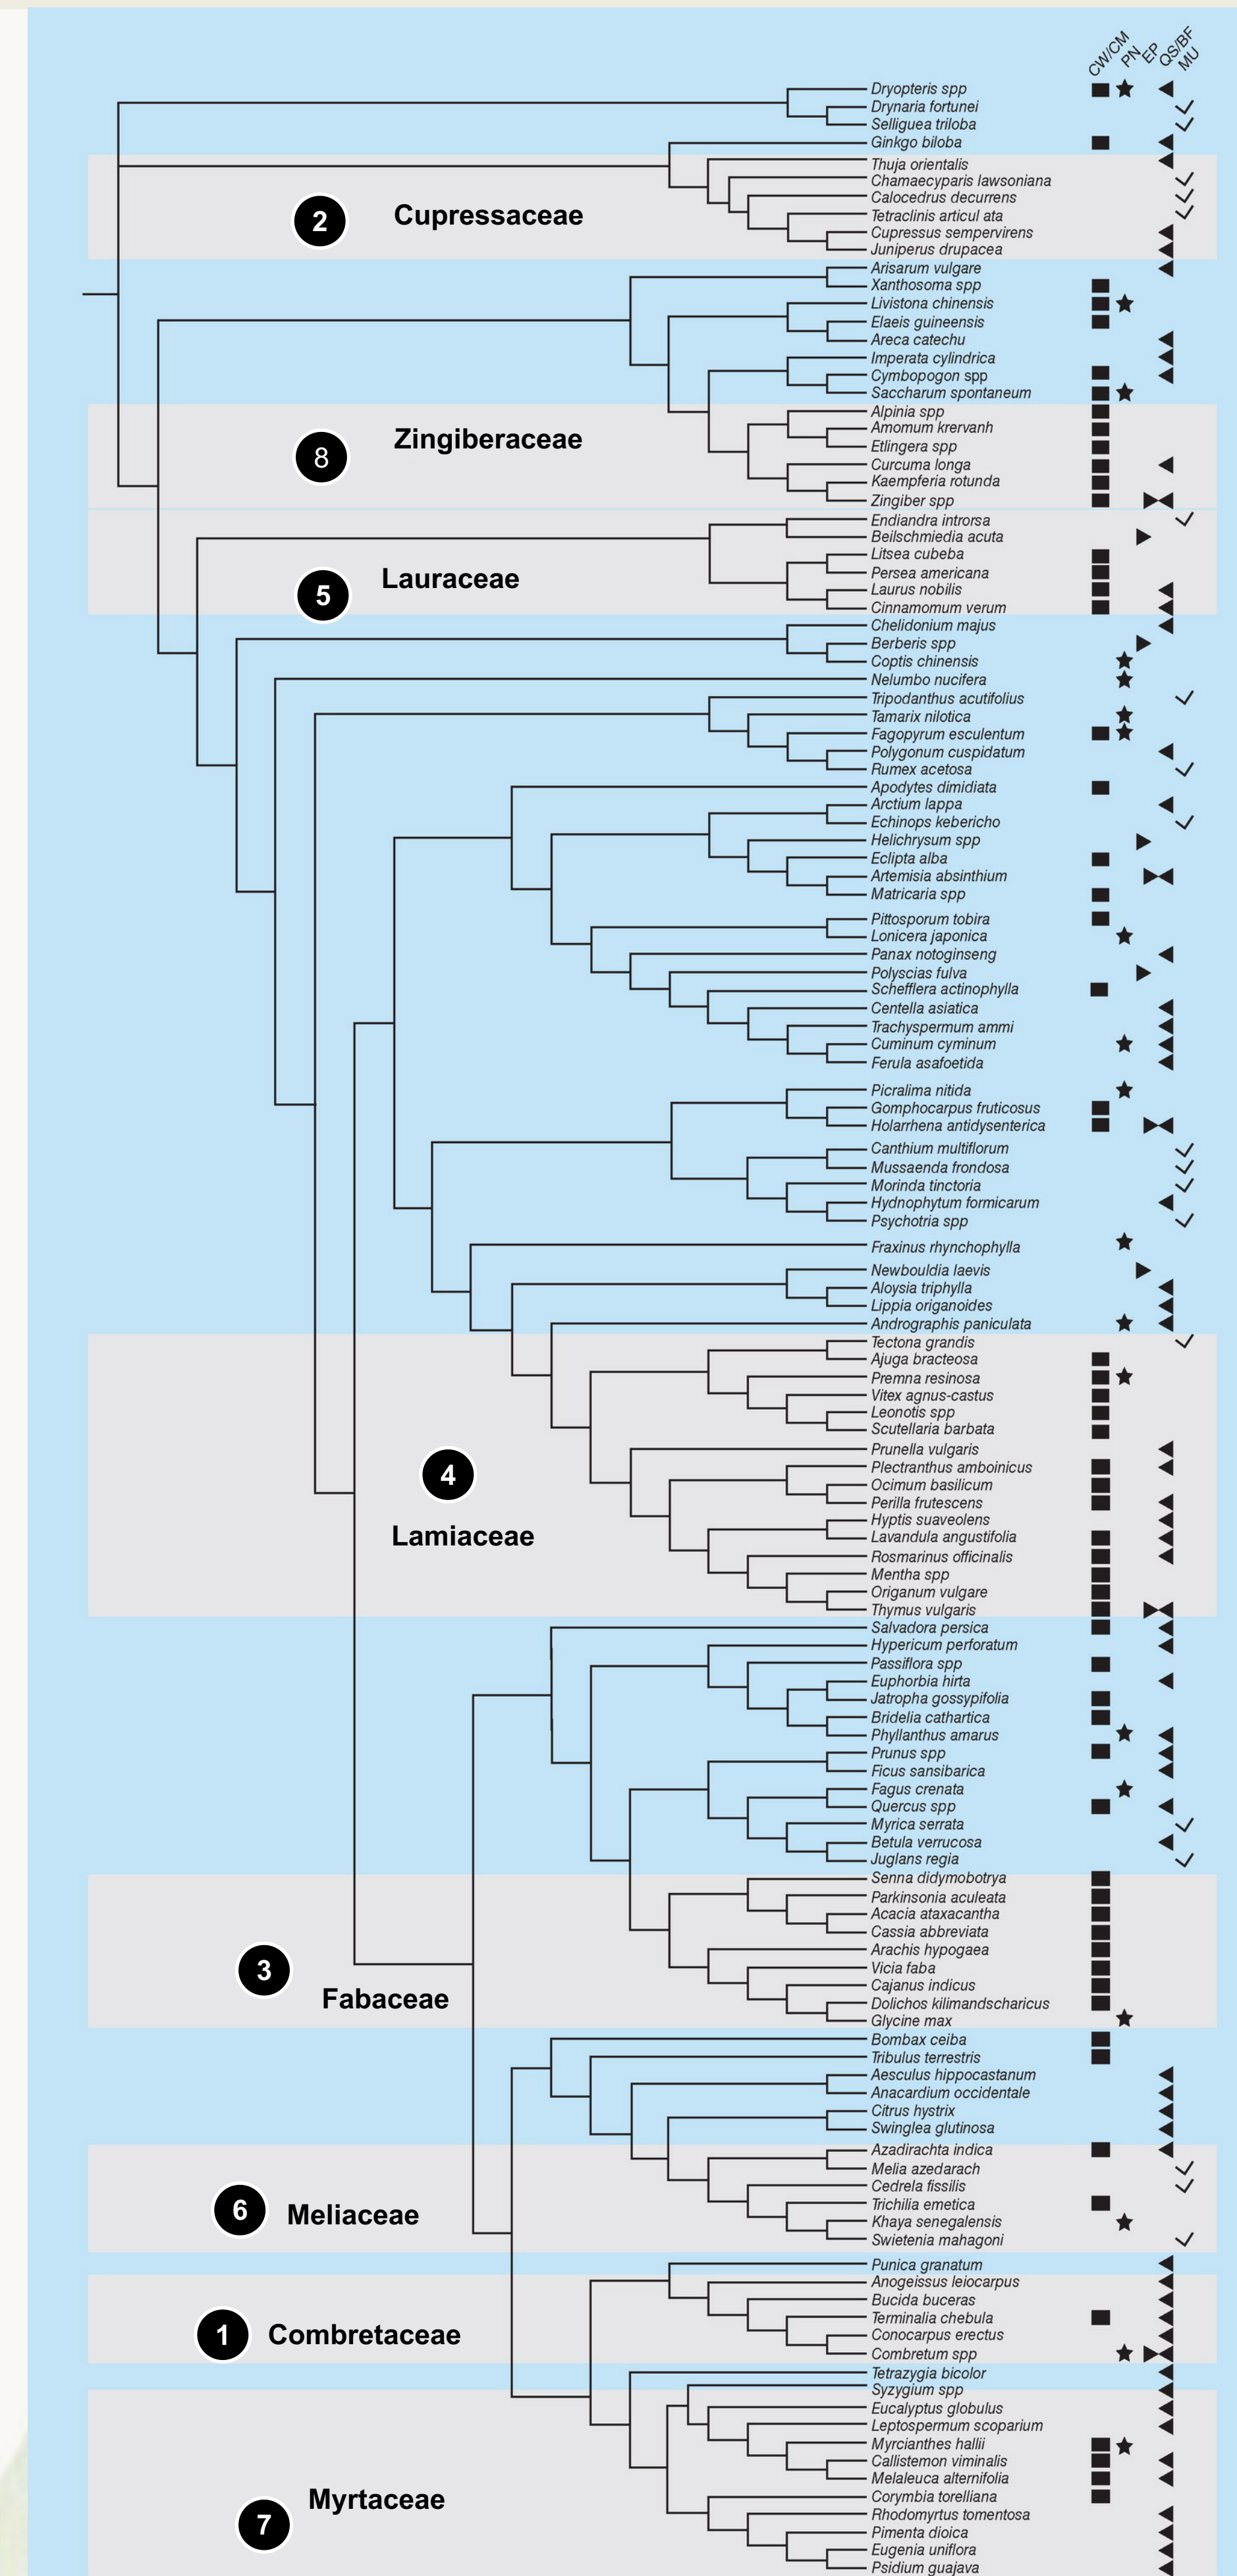 CW/CM PN EP QS/BF MU
Dryopteris spp
Drynaria fortunei
Selliguea triloba
Ginkgo biloba
Thuja orientalis
Chamaecyparis lawsoniana
Calocedrus decurrens
Tetraclinis articul ata
2 Cupressaceae
Cupressus sempervirens
Juniperus drupacea
Arisarum vulgare
Xanthosoma spp
Livistona chinensis
Elaeis guineensis
Areca catechu
Imperata cylindrica
Cymbopogon spp
Saccharum spontaneum
Alpinia spp
Amomum krervanh
8 Zingiberaceae
Etlingera spp
Curcuma longa
Kaempferia rotunda
Zingiber spp
Endiandra introrsa
Beilschmiedia acuta
Litsea cubeba
Persea americana
5 Lauraceae
Laurus nobilis
Cinnamomum verum
Chelidonium majus
Berberis spp
Coptis chinensis
Nelumbo nucifera
Tripodanthus acutifolius
Tamarix nilotica
Fagopyrum esculentum
Polygonum cuspidatum
Rumex acetosa
Apodytes dimidiata
Arctium lappa
Echinops kebericho
Helichrysum spp
Eclipta alba
Artemisia absinthium
Matricaria spp
Pittosporum tobira
Lonicera japonica
Panax notoginseng
Polyscias fulva
Schefflera actinophylla
Centella asiatica
Trachyspermum ammi
Cuminum cyminum
Ferula asafoetida
Picralima nitida
Gomphocarpus fruticosus
Holarrhena antidysenterica
Canthium multiflorum
Mussaenda frondosa
Morinda tinctoria
Hydnophytum formicarum
Psychotria spp
Fraxinus rhynchophylla
Newbouldia laevis
Aloysia triphylla
Lippia origanoides
Andrographis paniculata
Tectona grandis
Ajuga bracteosa
Premna resinosa
Vitex agnus-castus
Leonotis spp
Scutellaria barbata
Prunella vulgaris
Plectranthus amboinicus
4
Ocimum basilicum
Perilla frutescens
Hyptis suaveolens
Lamiaceae
Lavandula angustifolia
Rosmarinus officinalis
Mentha spp
Origanum vulgare
Thymus vulgaris
Salvadora persica
Hypericum perforatum
Passiflora spp
Euphorbia hirta
Jatropha gossypifolia
Bridelia cathartica
Phyllanthus amarus
Prunus spp
Ficus sansibarica
Fagus crenata
Quercus spp
Myrica serrata
Betula verrucosa
Juglans regia
Senna didymobotrya
Parkinsonia aculeata
Acacia ataxacantha
Cassia abbreviata
Arachis hypogaea
Vicia faba
3
Cajanus indicus
Fabaceae
Dolichos kilimandscharicus
Glycine max
Bombax ceiba
Tribulus terrestris
Aesculus hippocastanum
Anacardium occidentale
Citrus hystrix
Swinglea glutinosa
Azadirachta indica
Melia azedarach
Cedrela fissilis
Trichilia emetica
6 Meliaceae
Khaya senegalensis
Swietenia mahagoni
Punica granatum
Anogeissus leiocarpus
Bucida buceras
Terminalia chebula
1 Combretaceae
Conocarpus erectus
Combretum spp
Tetrazygia bicolor
Syzygium spp
Eucalyptus globulus
Leptospermum scoparium
Myrcianthes hallii
Callistemon viminalis
Melaleuca alternifolia
Corymbia torelliana
Myrtaceae
Rhodomyrtus tomentosa
7
Pimenta dioica
Eugenia uniflora
Psidium guajava